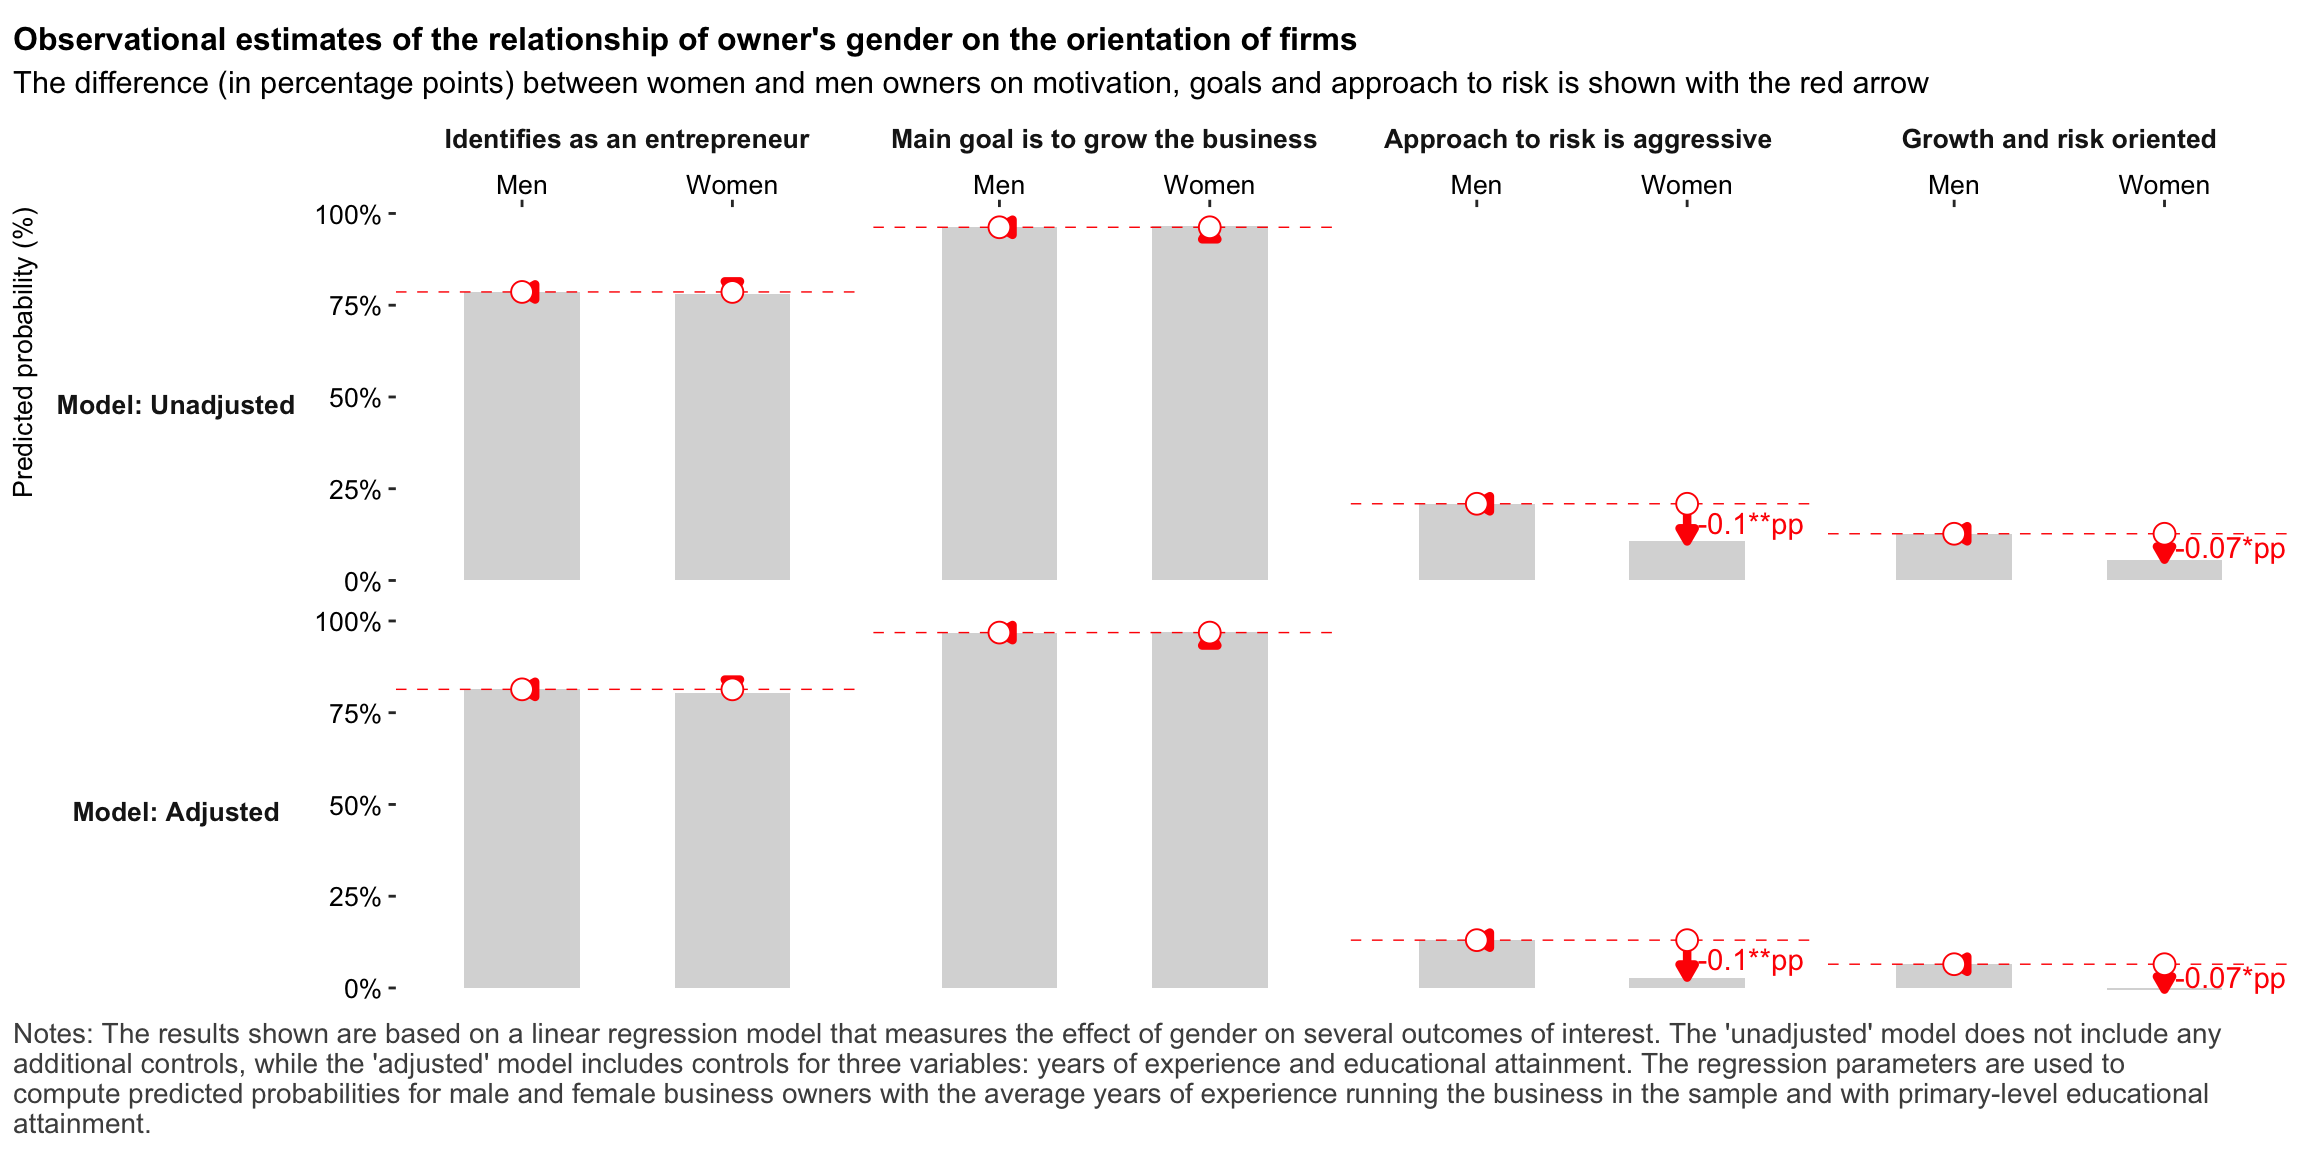 Observational estimates of the relationship of owner's gender on the orientation of firms
The difference (in percentage points) between women and men owners on motivation, goals and approach to risk is shown with the red arrow
Identifies as an entrepreneur
Main goal is to grow the business
Approach to risk is aggressive
Growth and risk oriented
Men
Women
Men
Women
Men
Women
Men
Women
Predicted probability (%)
Model: Unadjusted
100%
75%
50%
25%
0%
-0.1**pp
-0.07*pp
Model: Adjusted
100%
75%
50%
25%
0%
-0.1**pp
-0.07*pp
Notes: The results shown are based on a linear regression model that measures the effect of gender on several outcomes of interest. The 'unadjusted' model does not include any
additional controls, while the 'adjusted' model includes controls for three variables: years of experience and educational attainment. The regression parameters are used to
compute predicted probabilities for male and female business owners with the average years of experience running the business in the sample and with primary-level educational
attainment.